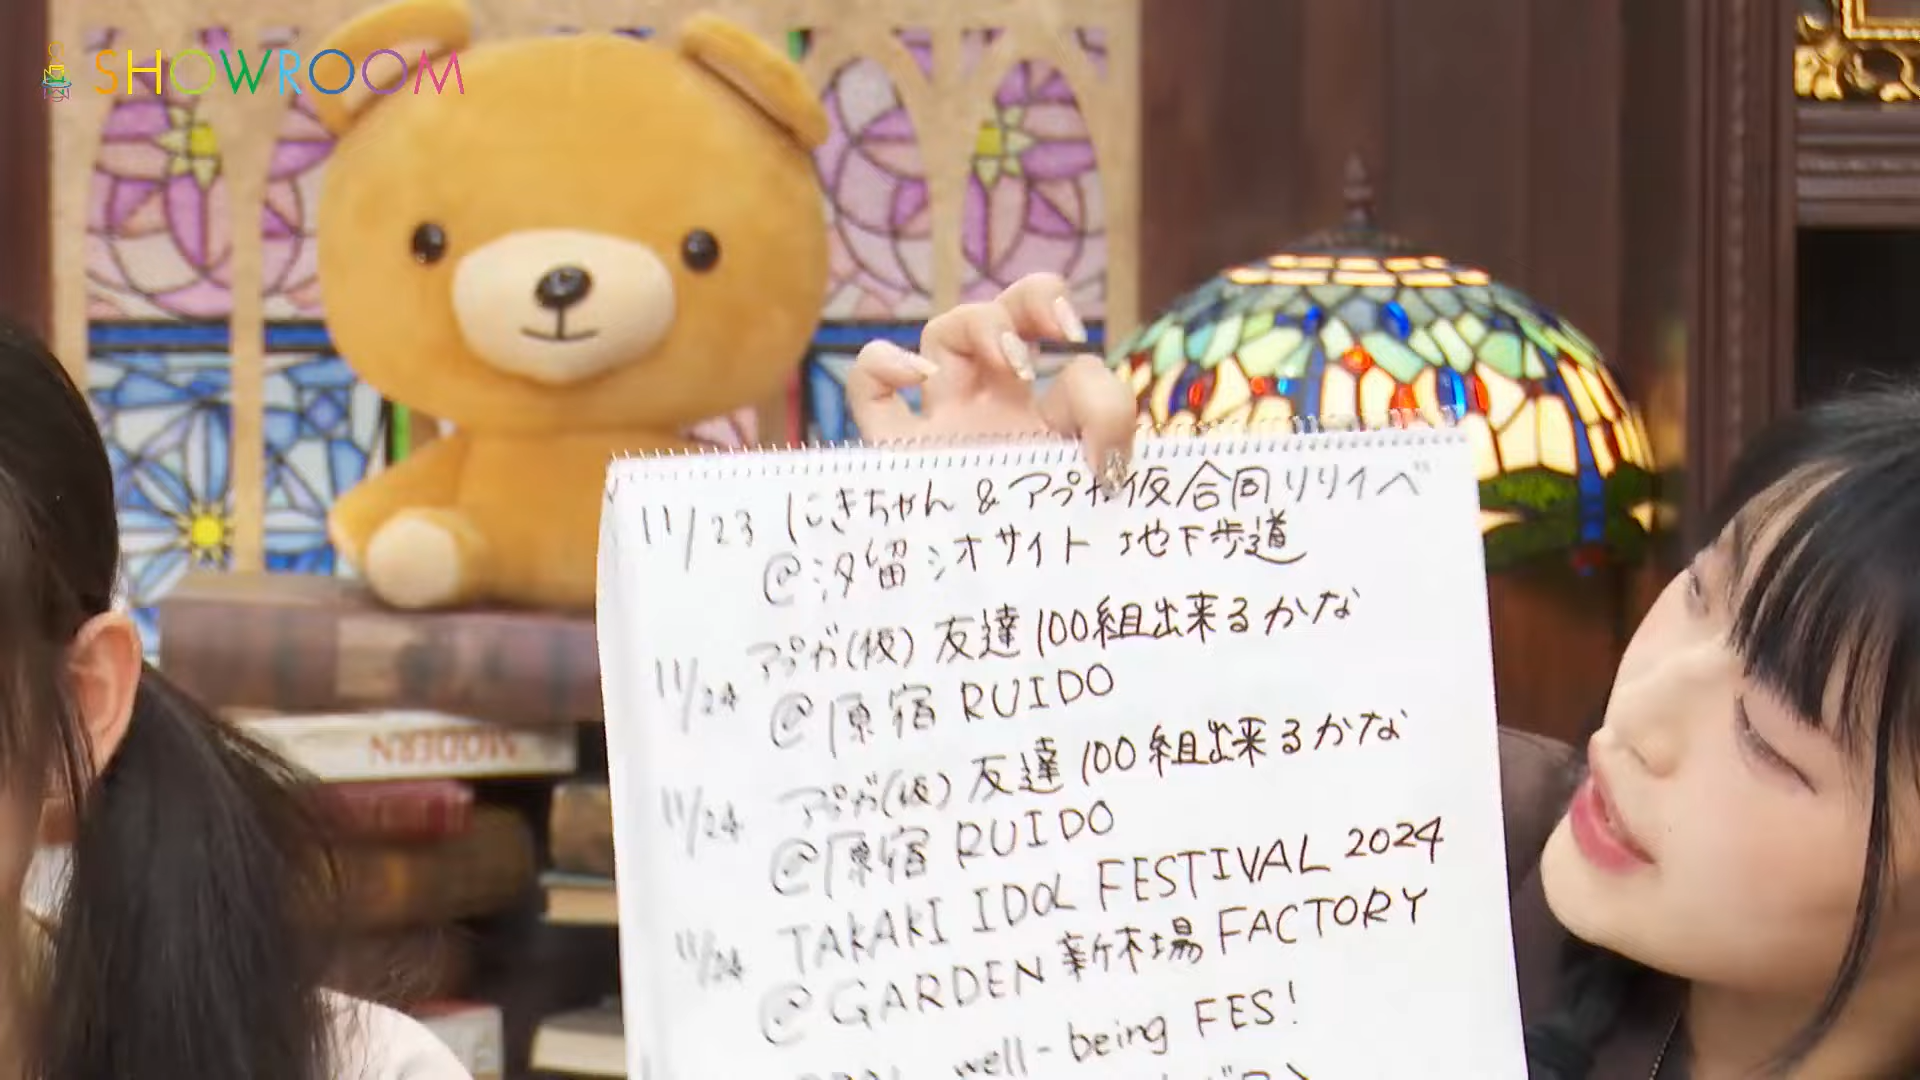 SHOWROOM
11/23 にきちゃん & アプガ仮合同リリイベ
@汐留シオサイト 地下歩道
11/24 アプガ(仮) 友達100組出来るかな
@原宿 RUIDO
11/24 アプガ(仮) 友達100組出来るかな
@原宿 RUIDO
11/24 TAKAKI IDOL FESTIVAL 2024
@GARDEN 新木場 FACTORY
well-being FES!
MODERN